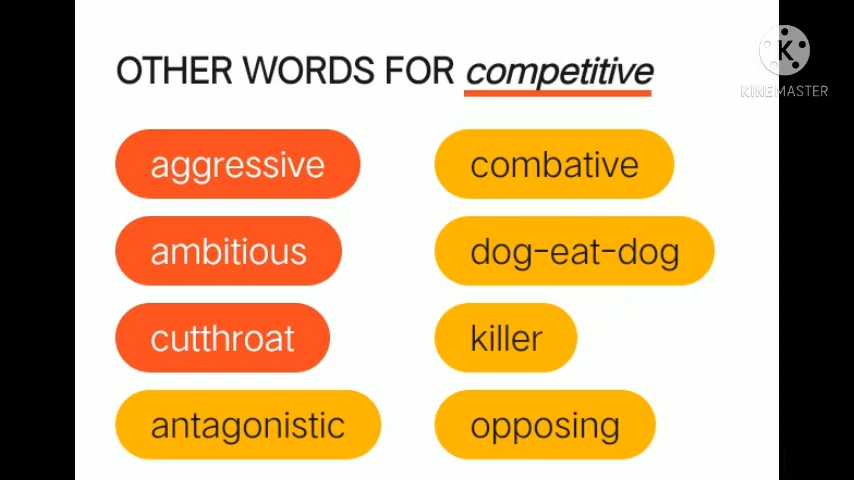 OTHER WORDS FOR competitive
K
KINEMASTER
aggressive
combative
ambitious
dog-eat-dog
cutthroat
killer
antagonistic
opposing